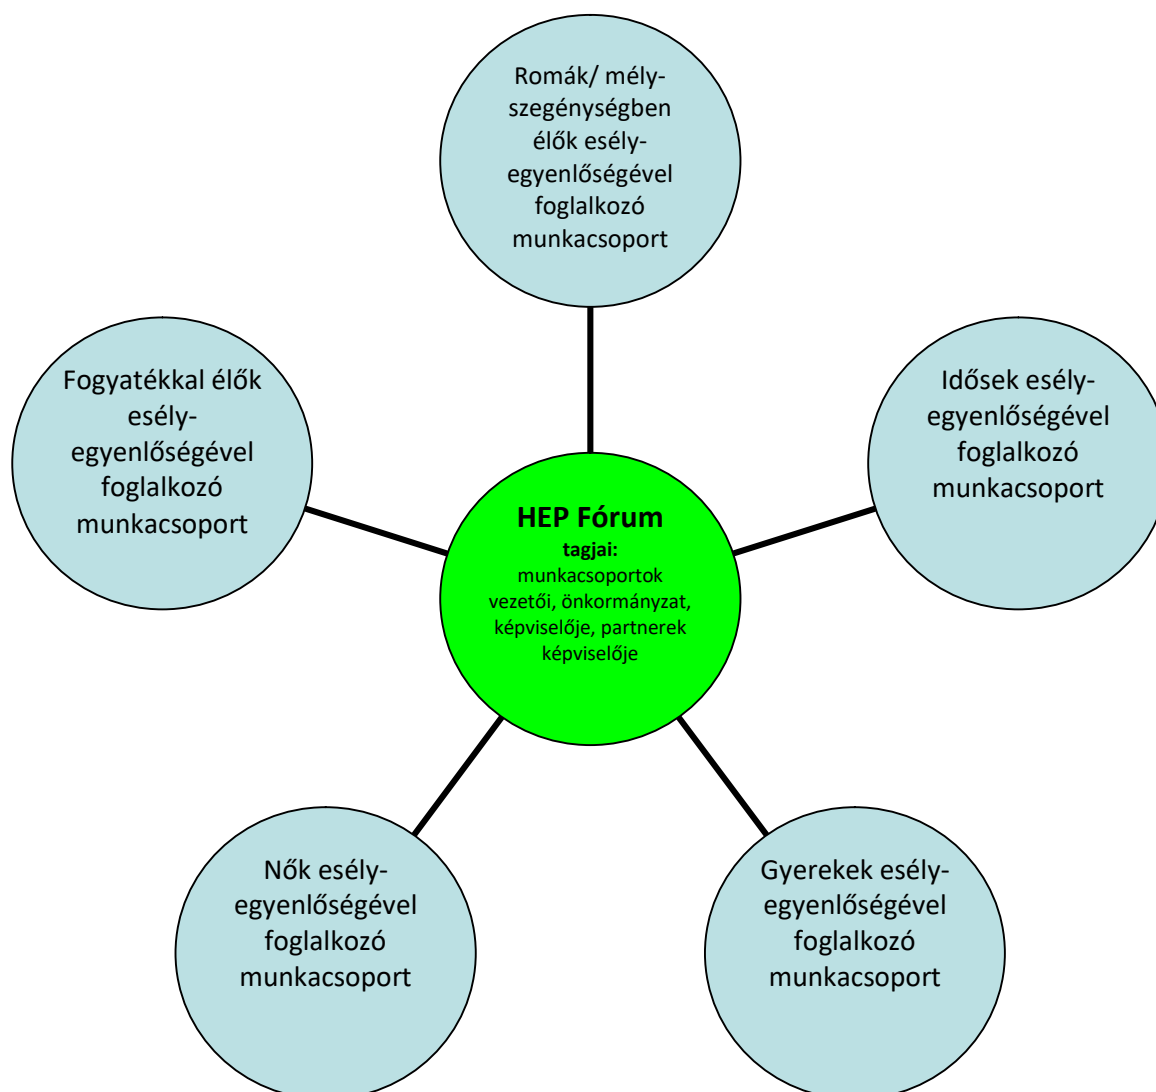 Romák/ mély-
szegénységben
élők esély-
egyenlőségével
foglalkozó
munkacsoport
Fogyatékkal élők
esély-
egyenlőségével
foglalkozó
munkacsoport
Idősek esély-
egyenlőségével
foglalkozó
munkacsoport
HEP Fórum
tagjai:
munkacsoportok
vezetői, önkormányzat,
képviselője, partnerek
képviselője
Nők esély-
egyenlőségével
foglalkozó
munkacsoport
Gyerekek esély-
egyenlőségével
foglalkozó
munkacsoport